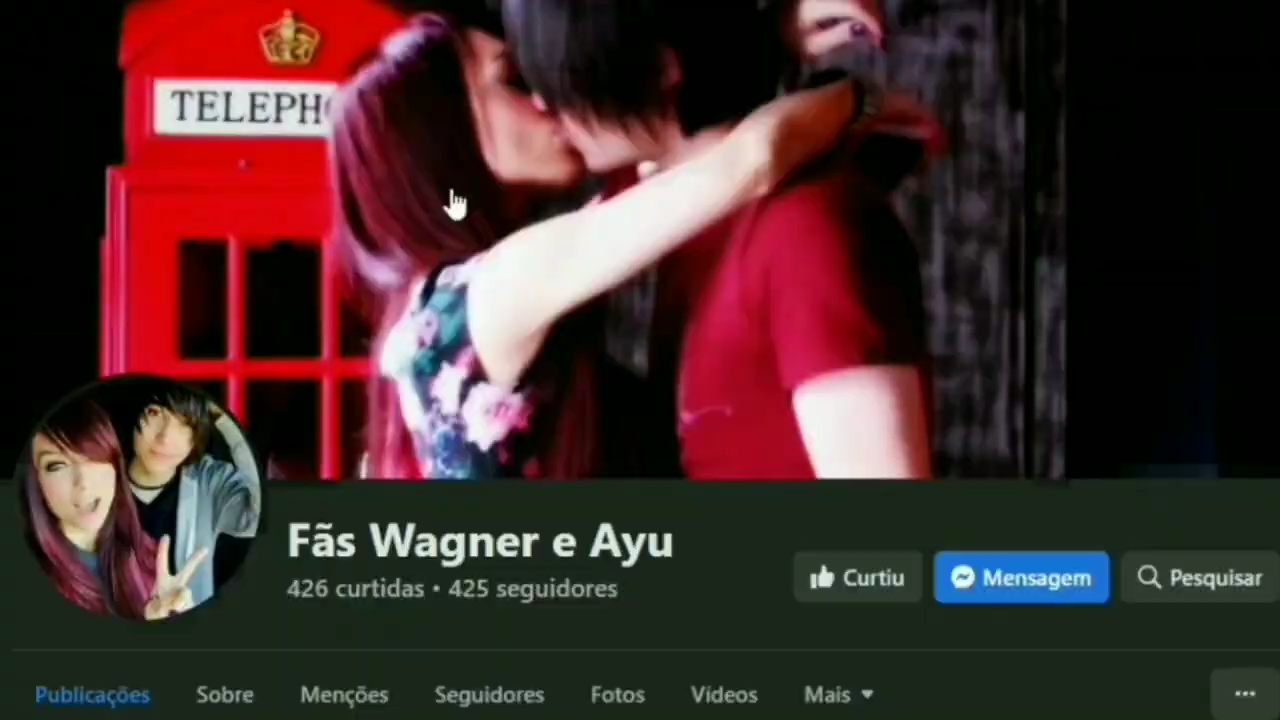 TELEPH
Fãs Wagner e Ayu
426 curtidas • 425 seguidores
Curtiu
Mensagem
Pesquisar
Publicações
Sobre
Menções
Seguidores
Fotos
Vídeos
Mais